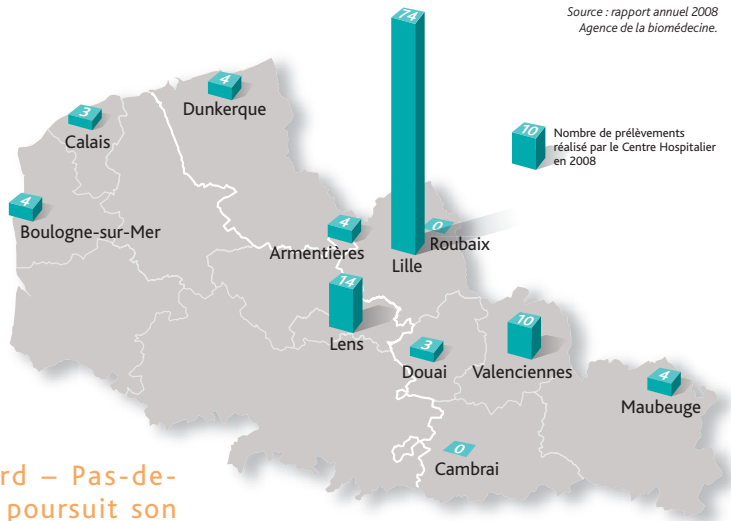 74
Source : rapport annuel 2008
Agence de la biomédecine.
4
Dunkerque
3
Calais
10
Nombre de prélèvements
réalisé par le Centre Hospitalier
en 2008
4
Boulogne-sur-Mer
4
Armentières
0
Roubaix
Lille
14
Lens
3
Douai
10
Valenciennes
4
Maubeuge
0
Cambrai
rd – Pas-de-
poursuit son